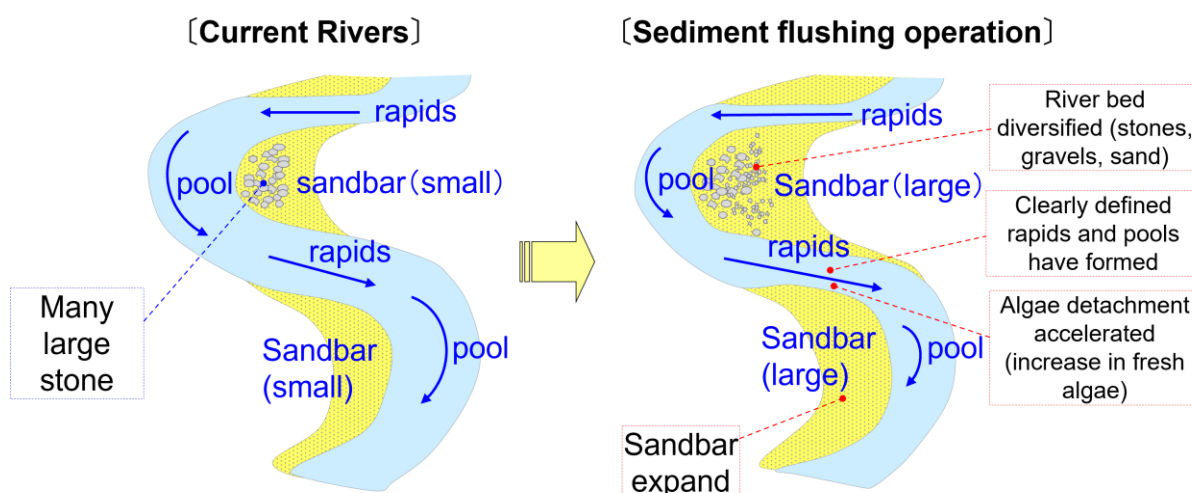 〔Current Rivers〕
rapids
pool
sandbar（small）
rapids
Many
large
stone
Sandbar
(small)
pool
〔Sediment flushing operation〕
rapids
River bed
diversified (stones,
gravels, sand)
pool
Sandbar（large）
rapids
Clearly defined
rapids and pools
have formed
Algae detachment
accelerated
(increase in fresh
algae)
Sandbar
(large)
pool
Sandbar
expand